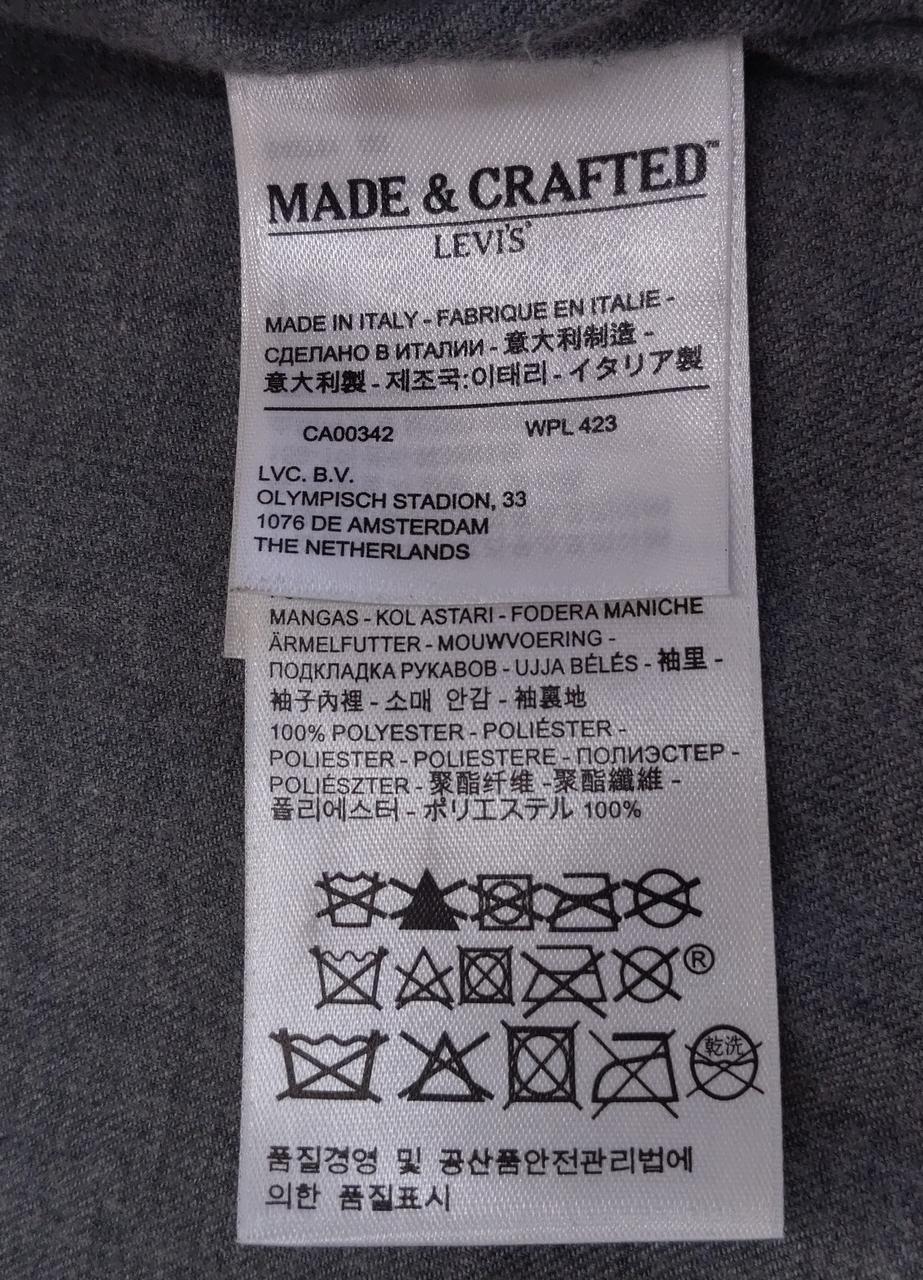 MADE & CRAFTED™
LEVI'S®
MADE IN ITALY - FABRIQUE EN ITALIE -
СДЕЛАНО В ИТАЛИИ - 意大利制造 -
意大利製 - 제조국:이태리 - イタリア製
CA00342 WPL 423
LVC. B.V.
OLYMPISCH STADION, 33
1076 DE AMSTERDAM
THE NETHERLANDS
MANGAS - KOL ASTARI - FODERA MANICHE
ÄRMELFUTTER - MOUWVOERING -
ПОДКЛАДКА РУКАВОВ - UJJA BÉLÉS - 袖里 -
袖子內裡 - 소매 안감 - 袖裏地
100% POLYESTER - POLIÉSTER -
POLIESTER - POLIESTERE - ПОЛИЭСТЕР -
POLIÉSZTER - 聚酯纤维 -聚酯纖維 -
폴리에스터 - ポリエステル 100%
®
乾洗
품질경영 및 공산품안전관리법에
의한 품질표시